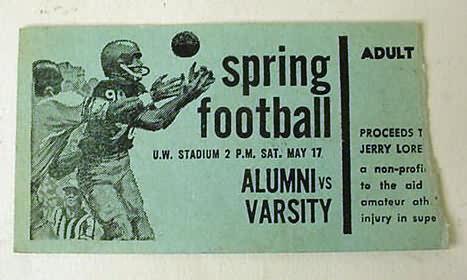 spring
football
U.W. STADIUM 2 P.M. SAT. MAY 17
ALUMNI VS
VARSITY
ADULT
PROCEEDS T
JERRY LORE
a non-profi
to the aid
amateur ath
injury in supe
9